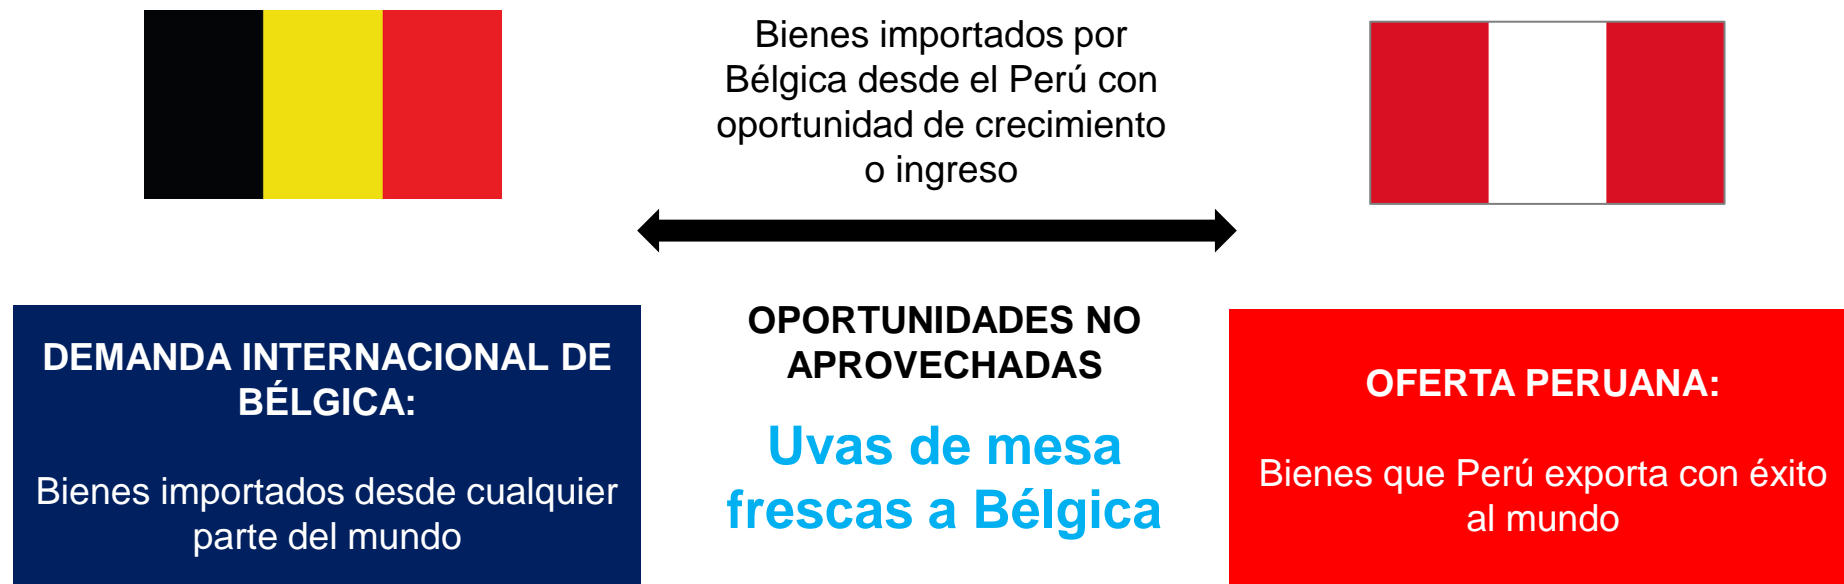 Bienes importados por
Bélgica desde el Perú con
oportunidad de crecimiento
o ingreso
DEMANDA INTERNACIONAL DE
BÉLGICA:
Bienes importados desde cualquier
parte del mundo
OPORTUNIDADES NO
APROVECHADAS
Uvas de mesa
frescas a Bélgica
OFERTA PERUANA:
Bienes que Perú exporta con éxito
al mundo